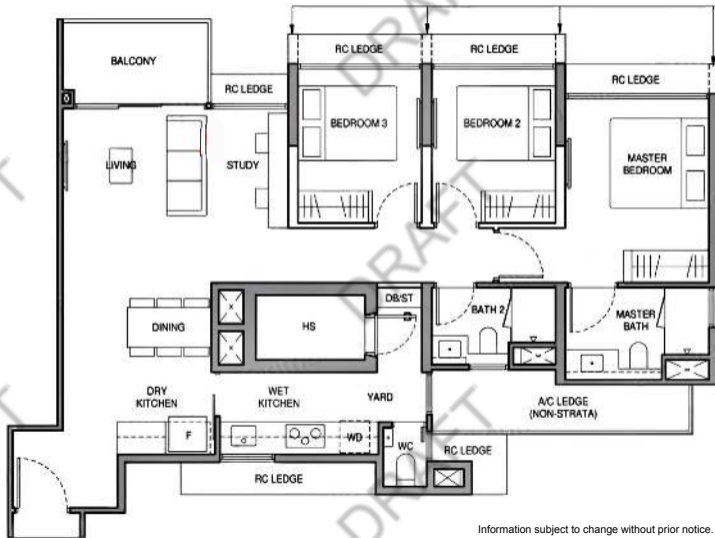 RC LEDGE
RC LEDGE
BALCONY
RC LEDGE
RC LEDGE
BEDROOM 3
BEDROOM 2
LIVING
STUDY
MASTER
BEDROOM
DB/ST
BATH 2
MASTER
BATH
DINING
HS
DRY
KITCHEN
WET
KITCHEN
YARD
A/C LEDGE
(NON-STRATA)
F
WD
WC
RC LEDGE
RC LEDGE
DRAFT
DRAFT
DRAFT
DRAFT
Information subject to change without prior notice.